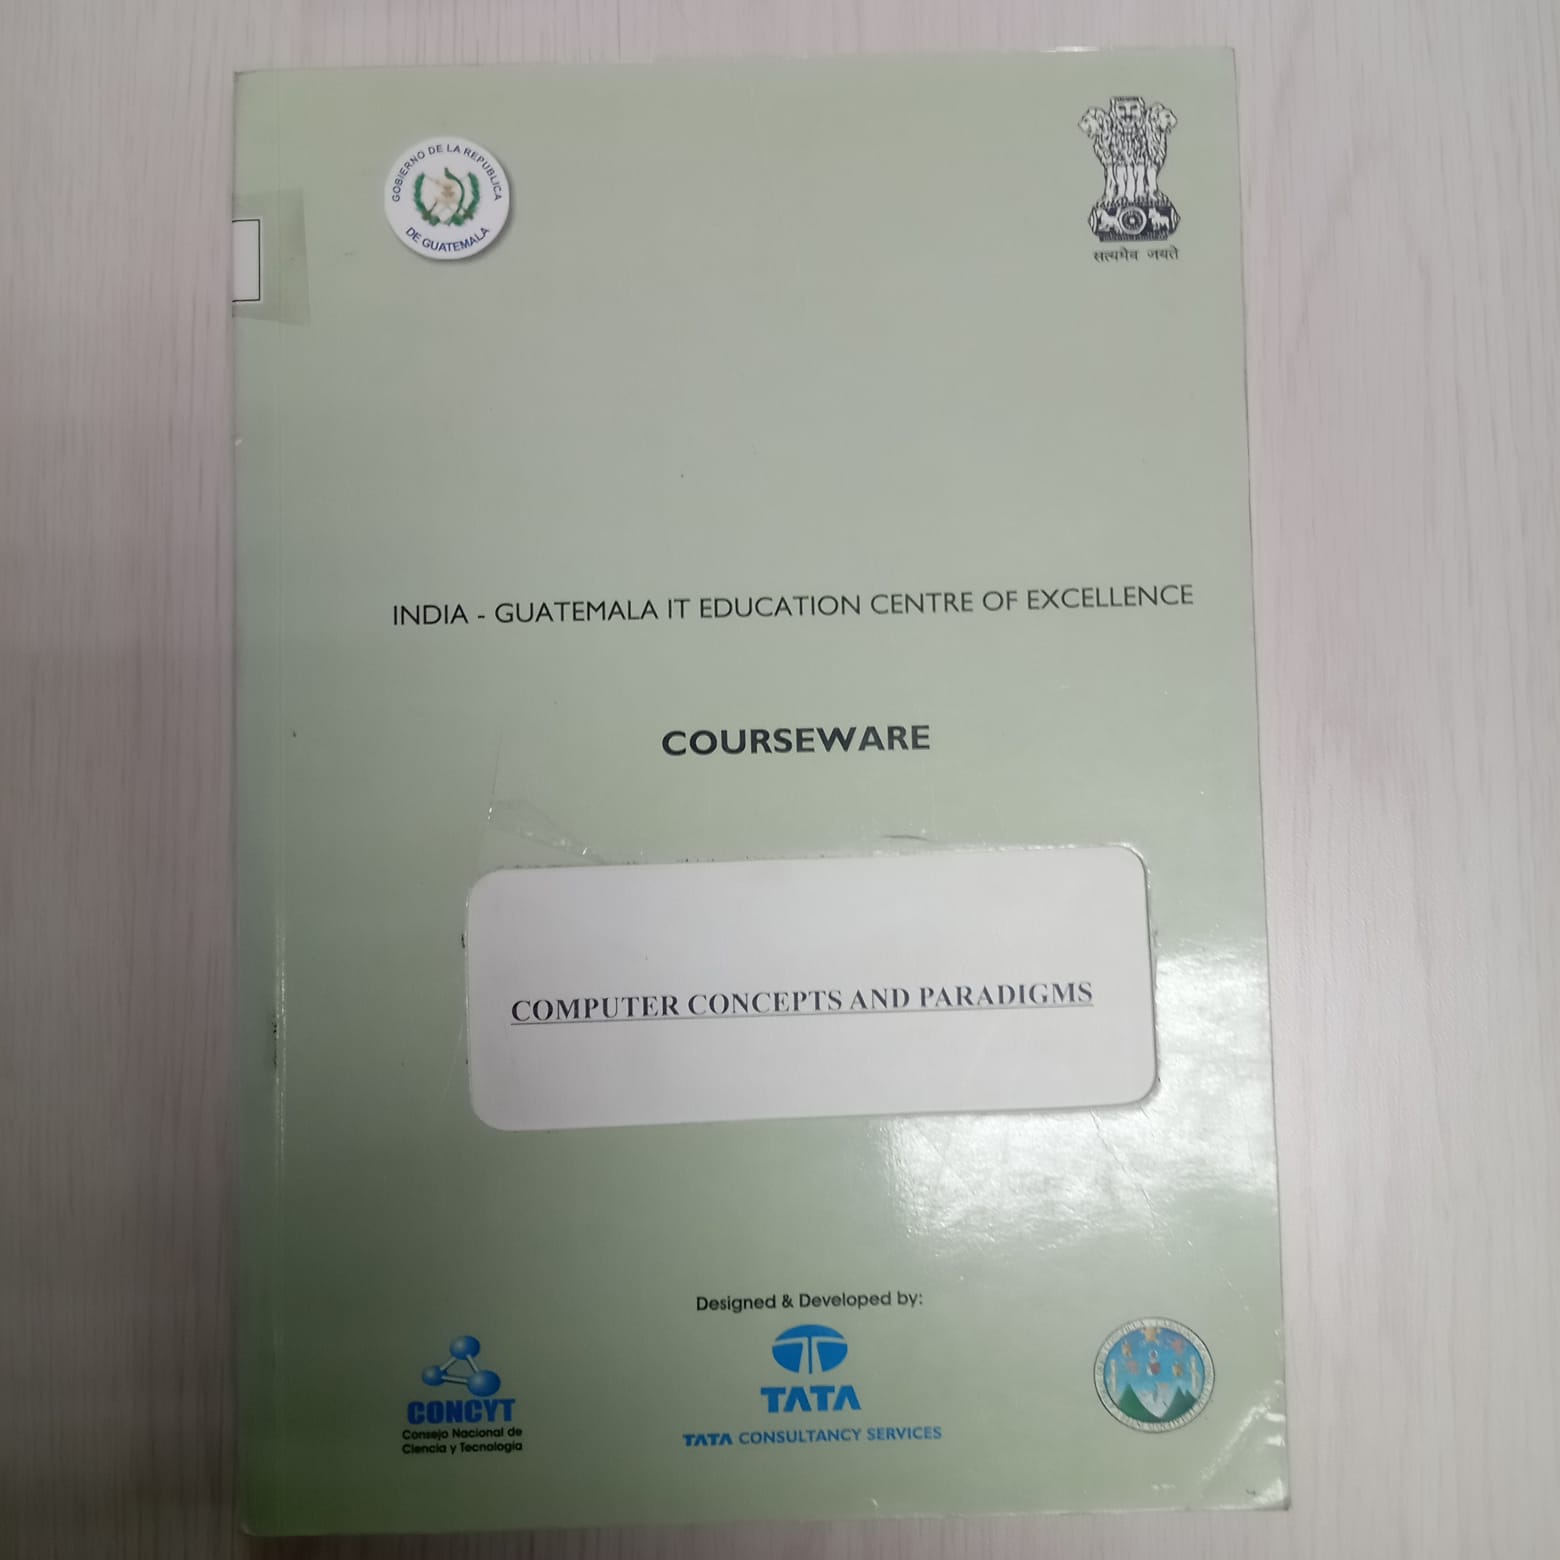 GOBIERNO DE LA REPUBLICA
DE GUATEMALA
सत्यमेव जयते
INDIA - GUATEMALA IT EDUCATION CENTRE OF EXCELLENCE
COURSEWARE
COMPUTER CONCEPTS AND PARADIGMS
Designed & Developed by:
CONCYT
Consejo Nacional de
Ciencia y Tecnología
TATA
TATA CONSULTANCY SERVICES